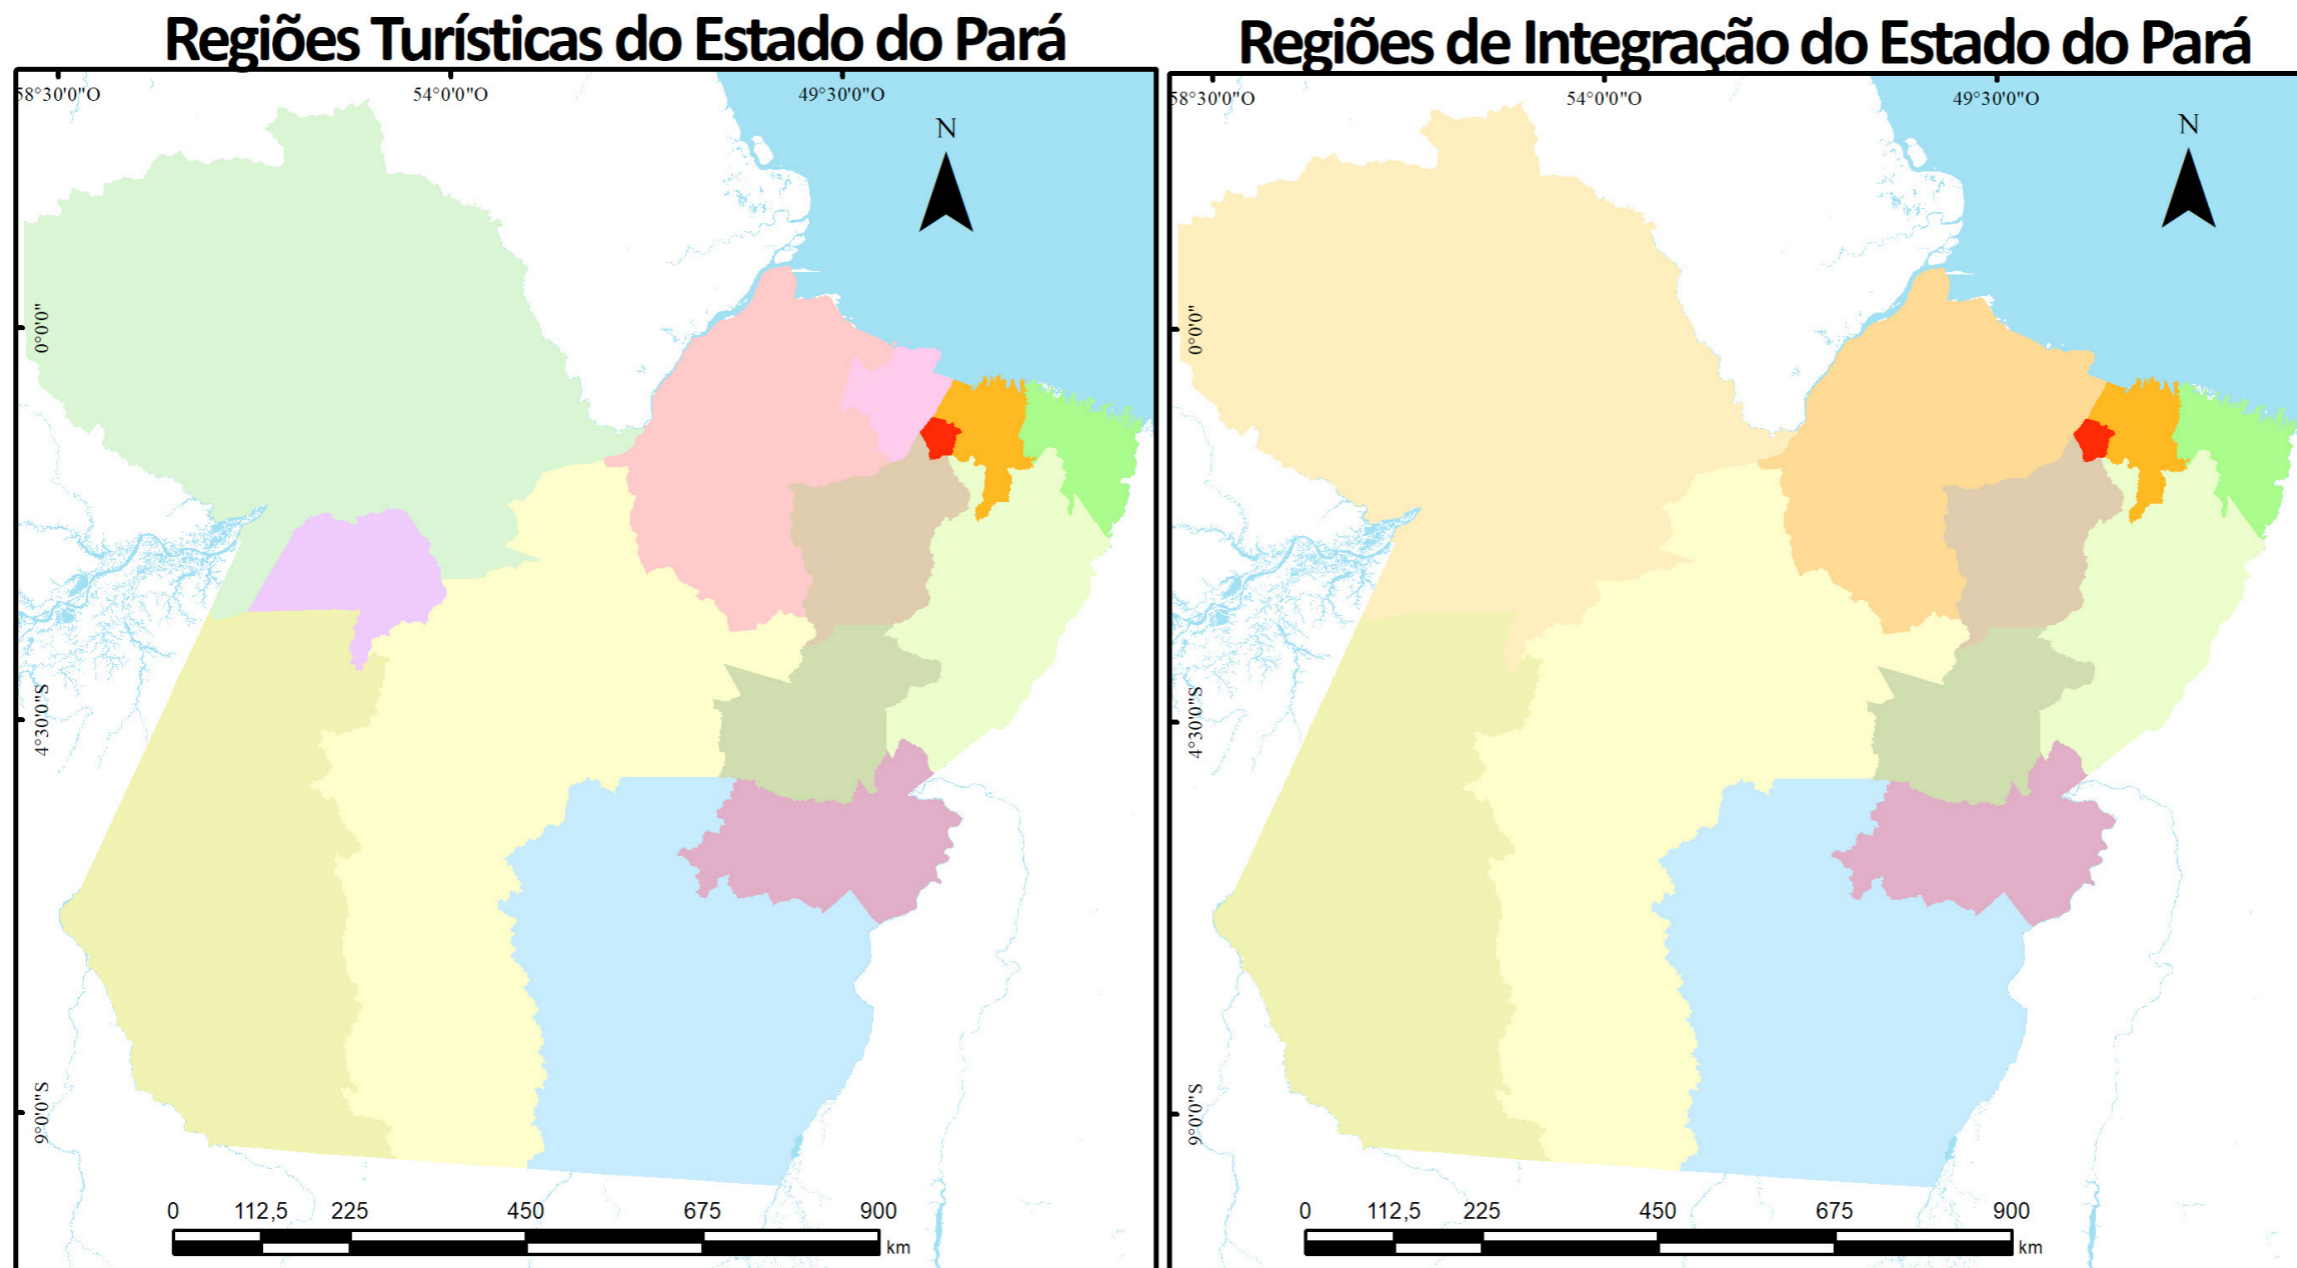 Regiões Turísticas do Estado do Pará
58°30'0"O
54°0'0"O
49°30'0"O
N
0°0'0"
4°30'0"S
9°0'0"S
0
112,5
225
450
675
900
km
Regiões de Integração do Estado do Pará
58°30'0"O
54°0'0"O
49°30'0"O
N
0°0'0"
4°30'0"S
9°0'0"S
0
112,5
225
450
675
900
km